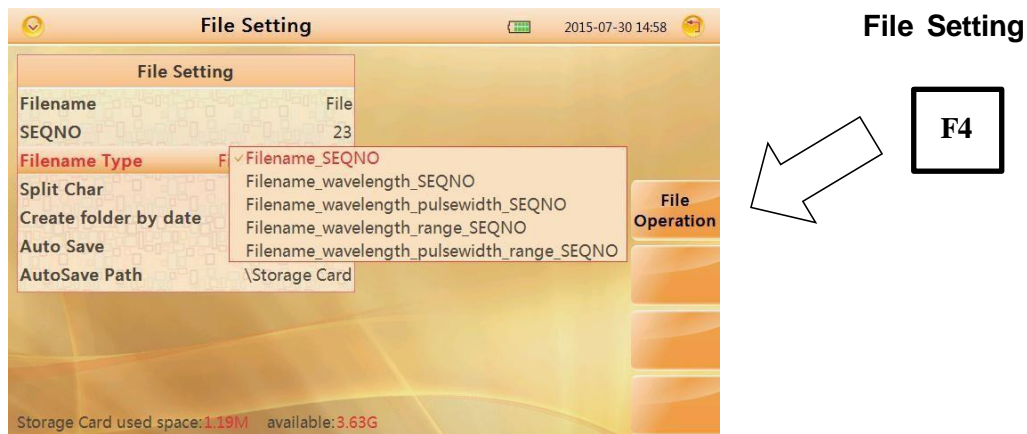 File Setting
2015-07-30 14:58
File Setting
F4
File Setting
Filename File
SEQNO 23
Filename Type F
✓Filename_SEQNO
Filename_wavelength_SEQNO
Filename_wavelength_pulsewidth_SEQNO
Filename_wavelength_range_SEQNO
Filename_wavelength_pulsewidth_range_SEQNO
Split Char
Create folder by date
Auto Save
AutoSave Path \Storage Card
File
Operation
Storage Card used space:1.19M available:3.63G